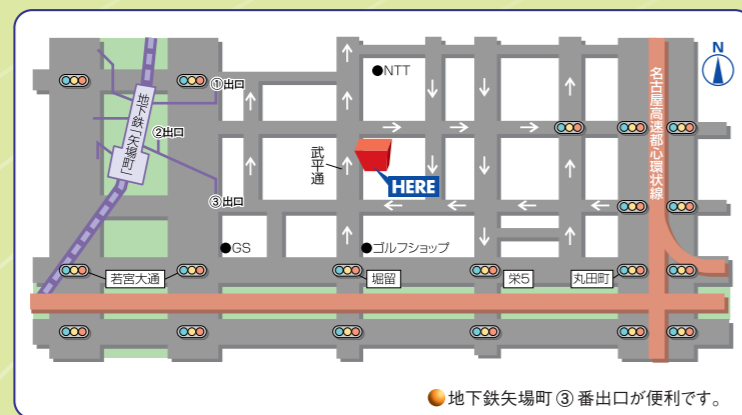 N
●NTT
①出口
地下鉄「矢場町」
②出口
武平通
HERE
③出口
名古屋高速都心環状線
●GS
●ゴルフショップ
若宮大通
堀留
栄5
丸田町
●地下鉄矢場町③番出口が便利です。